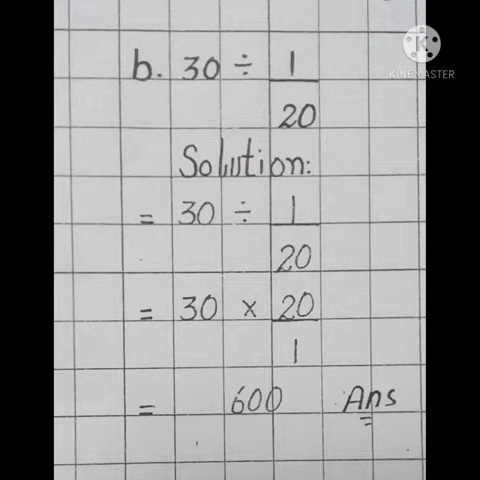 K
KINEMASTER
b. 30 ÷ 1
20
Solution:
= 30 ÷ 1
20
= 30 × 20
1
= 600 Ans